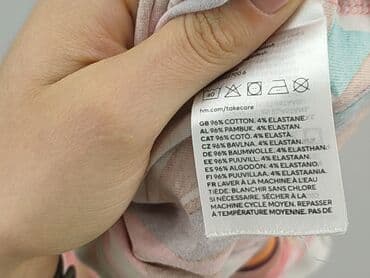 hm.com/takecare
GB 96% COTTON, 4% ELASTANE
AL 96% PAMBUK, 4% ELASTAN.
CAT 96% COTÓ, 4% ELASTÀ.
CZ 96% BAVLNA, 4% ELASTAN.
DE 96% BAUMWOLLE, 4% ELASTHAN.
EE 96% PUUVILL, 4% ELASTAAN.
ES 96% ALGODÓN, 4% ELASTANO.
FI 96% PUUVILLAA, 4% ELASTAANIA.
FR LAVER À LA MACHINE À L'EAU
TIÈDE; BLANCHIR SANS CHLORE
SI NÉCESSAIRE, SÉCHER À LA
MACHINE CYCLE MOYEN, REPASSER
À TEMPÉRATURE MOYENNE, PAS DE